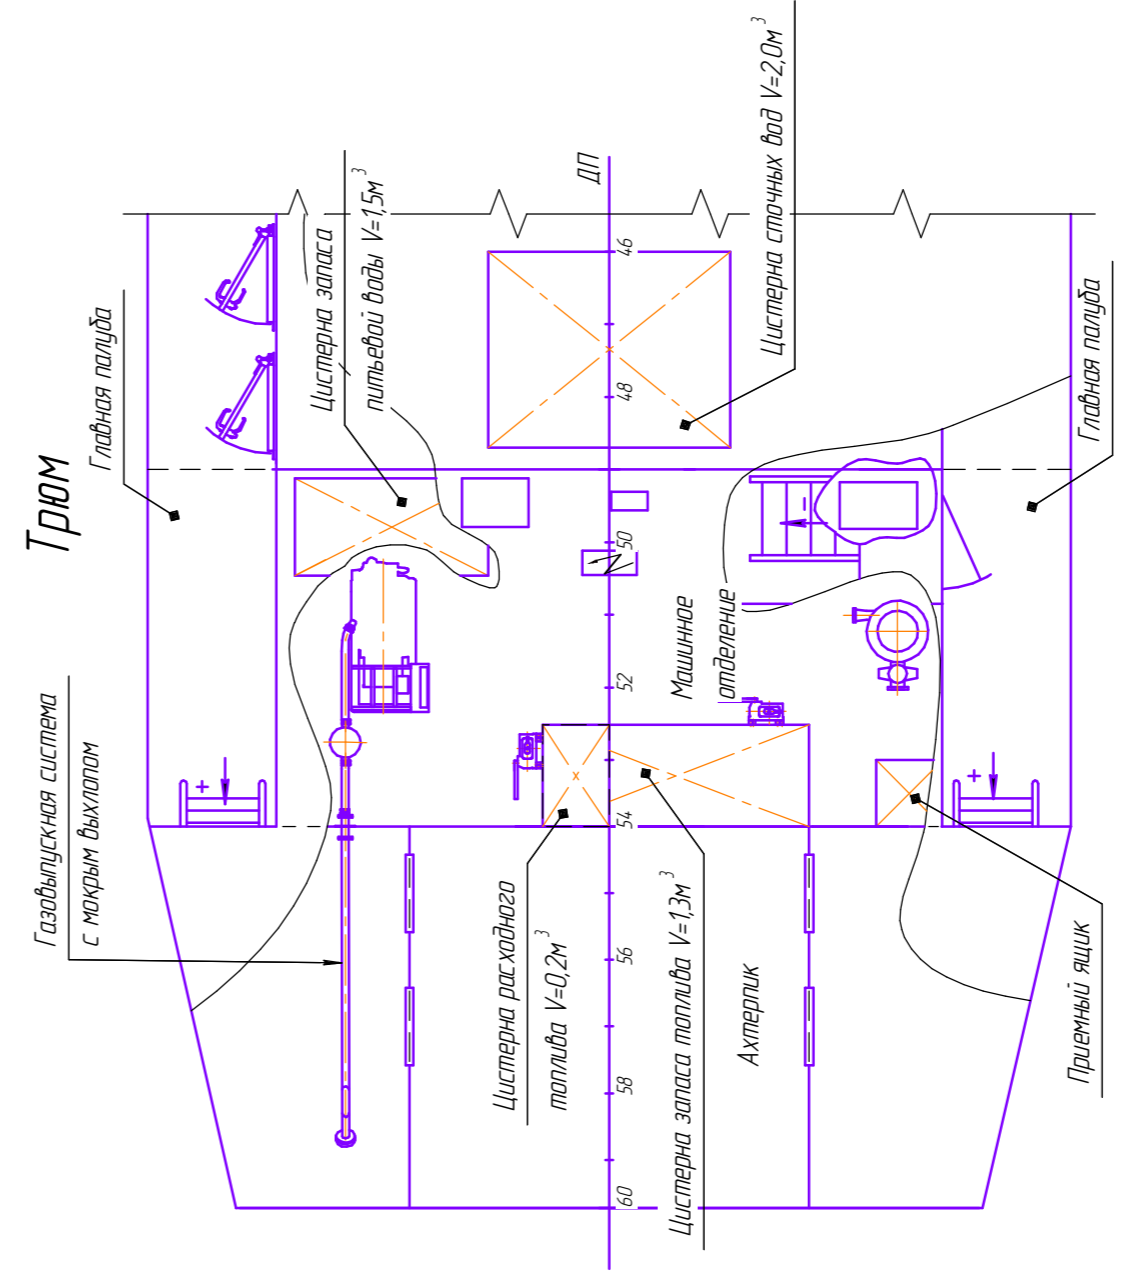 Трюм
Главная палуба
Цистерна запаса
питьевой воды V=1,5м³
ДП
Цистерна сточных вод V=2,0м³
Главная палуба
Газовыпускная система
с мокрым выхлопом
Машинное
отделение
Цистерна расходного
топлива V=0,2м³
Цистерна запаса топлива V=1,3м³
Ахтерпик
Приемный ящик
60
58
56
54
52
50
48
46
+
+
-